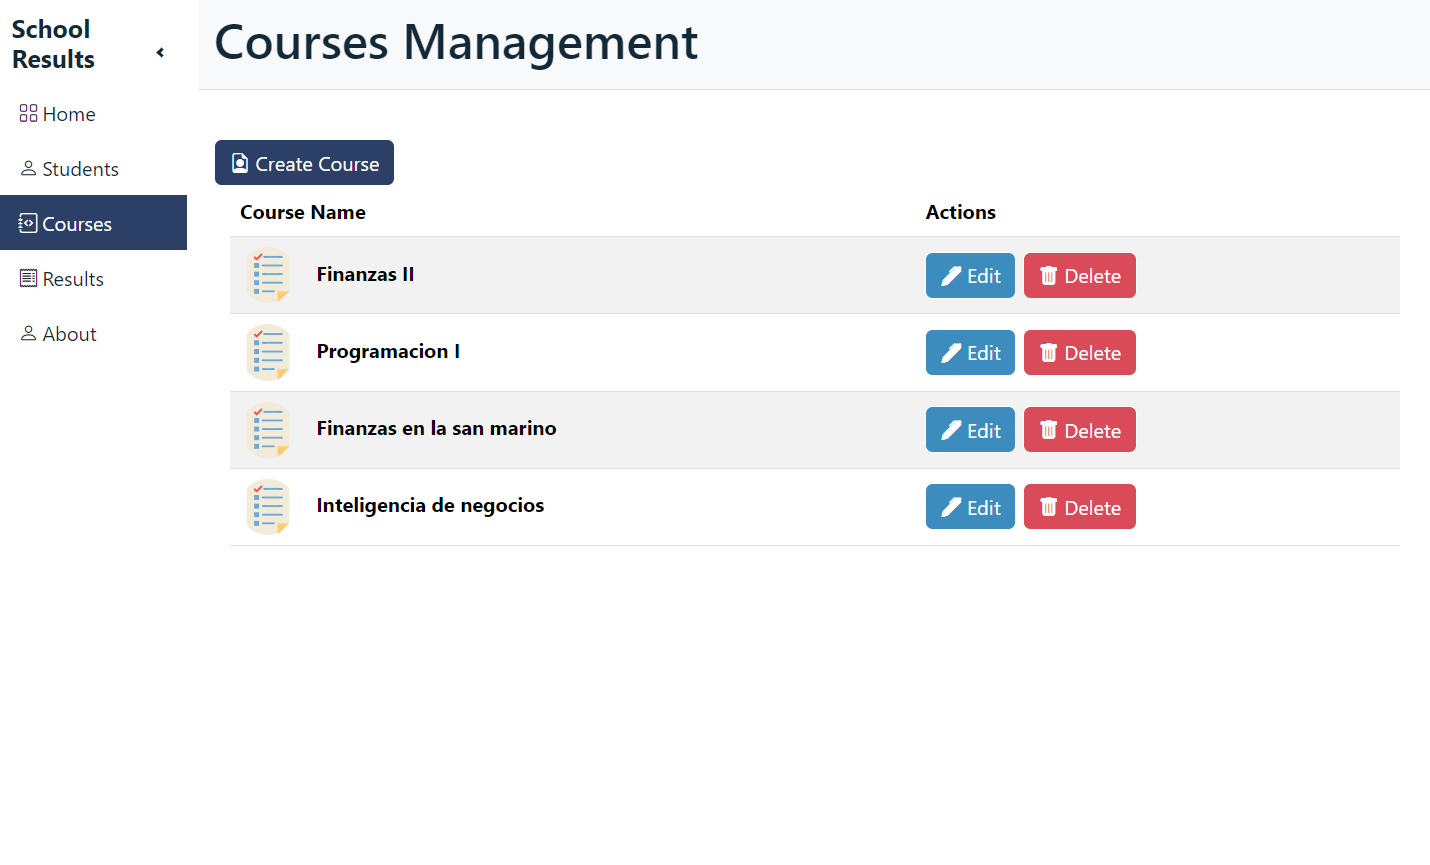 School
Results
Home
Students
Courses
Results
About
Courses Management
Create Course
Course Name Actions
Finanzas II Edit Delete
Programacion I Edit Delete
Finanzas en la san marino Edit Delete
Inteligencia de negocios Edit Delete